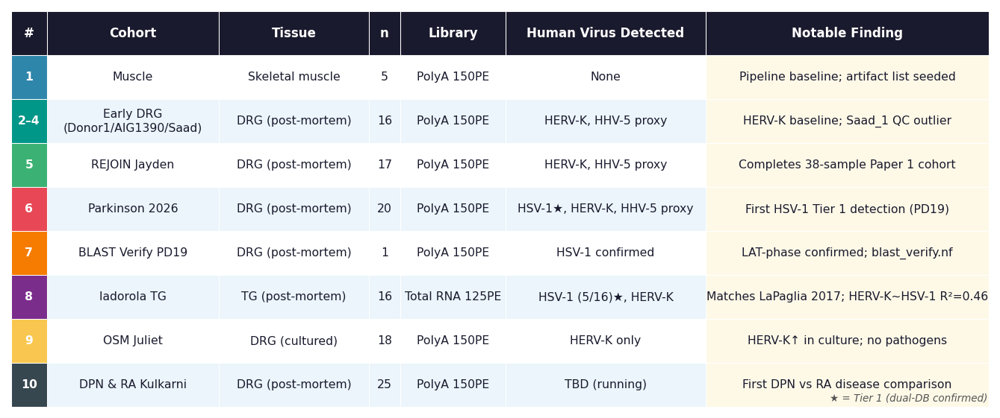 # Cohort Tissue n Library Human Virus Detected Notable Finding
1 Muscle Skeletal muscle 5 PolyA 150PE None Pipeline baseline; artifact list seeded
2–4 Early DRG (Donor1/AIG1390/Saad) DRG (post-mortem) 16 PolyA 150PE HERV-K, HHV-5 proxy HERV-K baseline; Saad_1 QC outlier
5 REJOIN Jayden DRG (post-mortem) 17 PolyA 150PE HERV-K, HHV-5 proxy Completes 38-sample Paper 1 cohort
6 Parkinson 2026 DRG (post-mortem) 20 PolyA 150PE HSV-1★, HERV-K, HHV-5 proxy First HSV-1 Tier 1 detection (PD19)
7 BLAST Verify PD19 DRG (post-mortem) 1 PolyA 150PE HSV-1 confirmed LAT-phase confirmed; blast_verify.nf
8 Iadorola TG TG (post-mortem) 16 Total RNA 125PE HSV-1 (5/16)★, HERV-K Matches LaPaglia 2017; HERV-K~HSV-1 R²=0.46
9 OSM Juliet DRG (cultured) 18 PolyA 150PE HERV-K only HERV-K↑ in culture; no pathogens
10 DPN & RA Kulkarni DRG (post-mortem) 25 PolyA 150PE TBD (running) First DPN vs RA disease comparison
★ = Tier 1 (dual-DB confirmed)